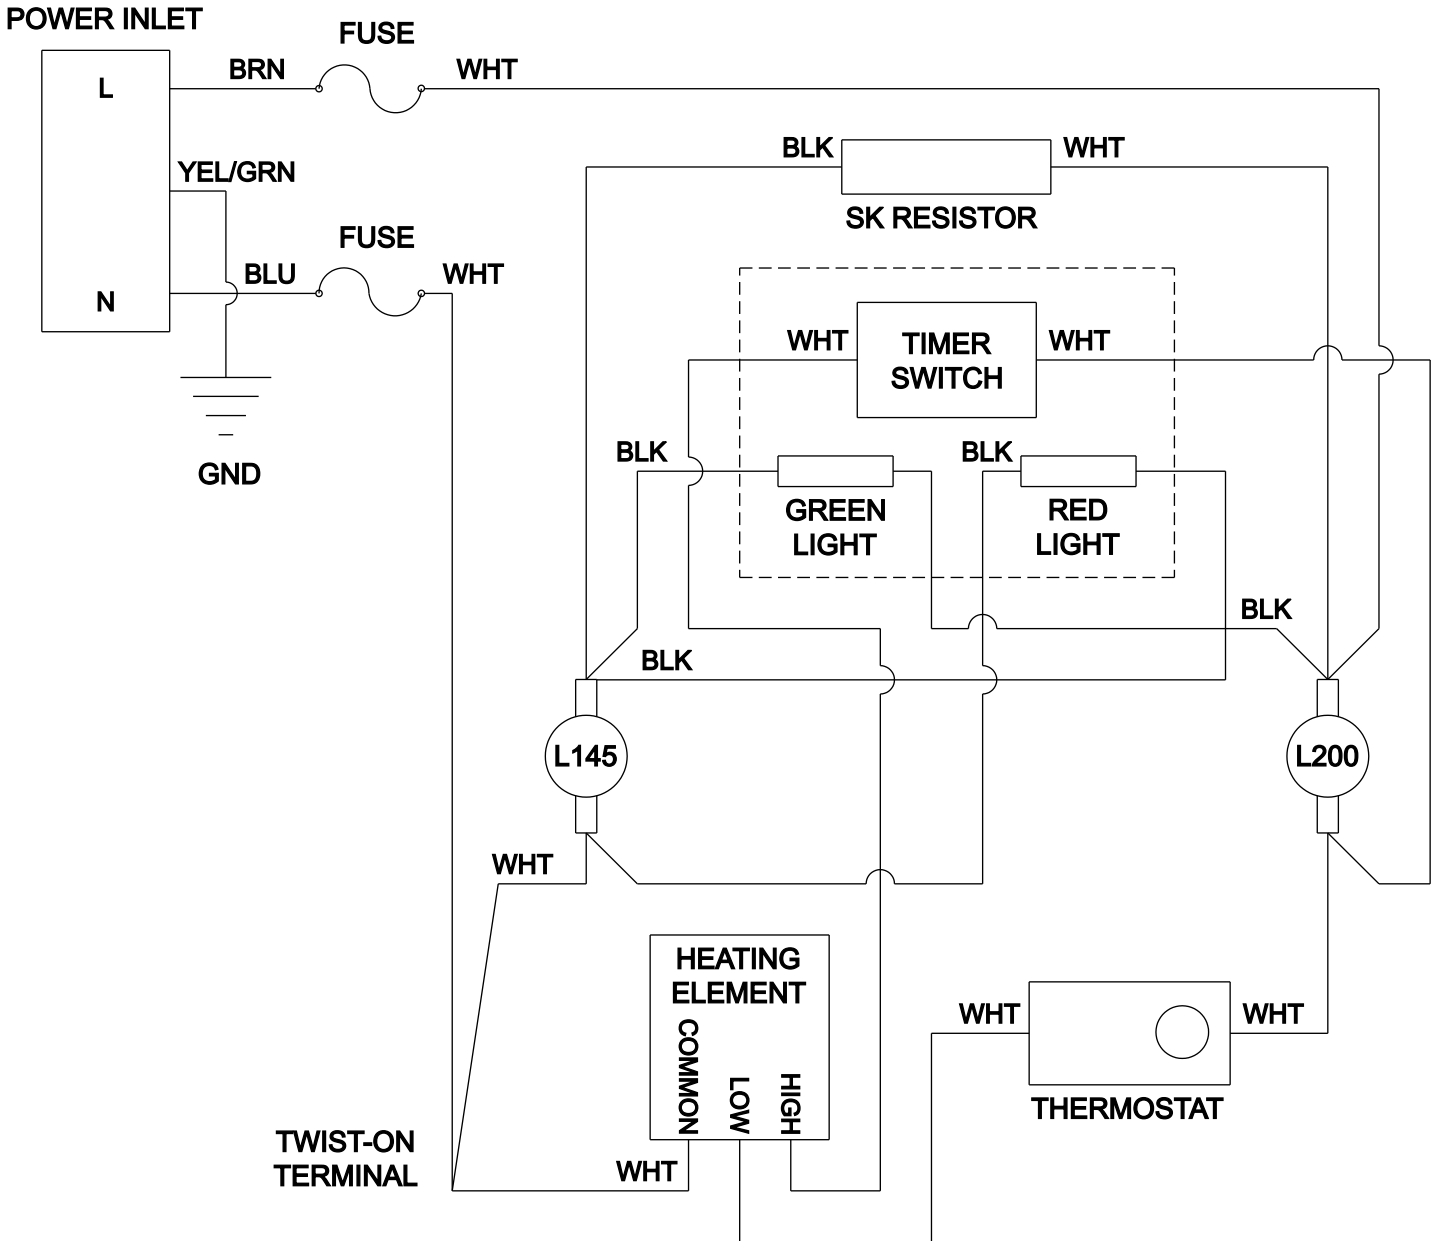 POWER INLET
FUSE
BRN
WHT
L
BLK
WHT
YEL/GRN
SK RESISTOR
FUSE
BLU
WHT
N
WHT
TIMER
SWITCH
WHT
BLK
BLK
GND
GREEN
LIGHT
RED
LIGHT
BLK
BLK
L145
L200
WHT
HEATING
ELEMENT
COMMON
LOW
HIGH
WHT
WHT
THERMOSTAT
TWIST-ON
TERMINAL
WHT